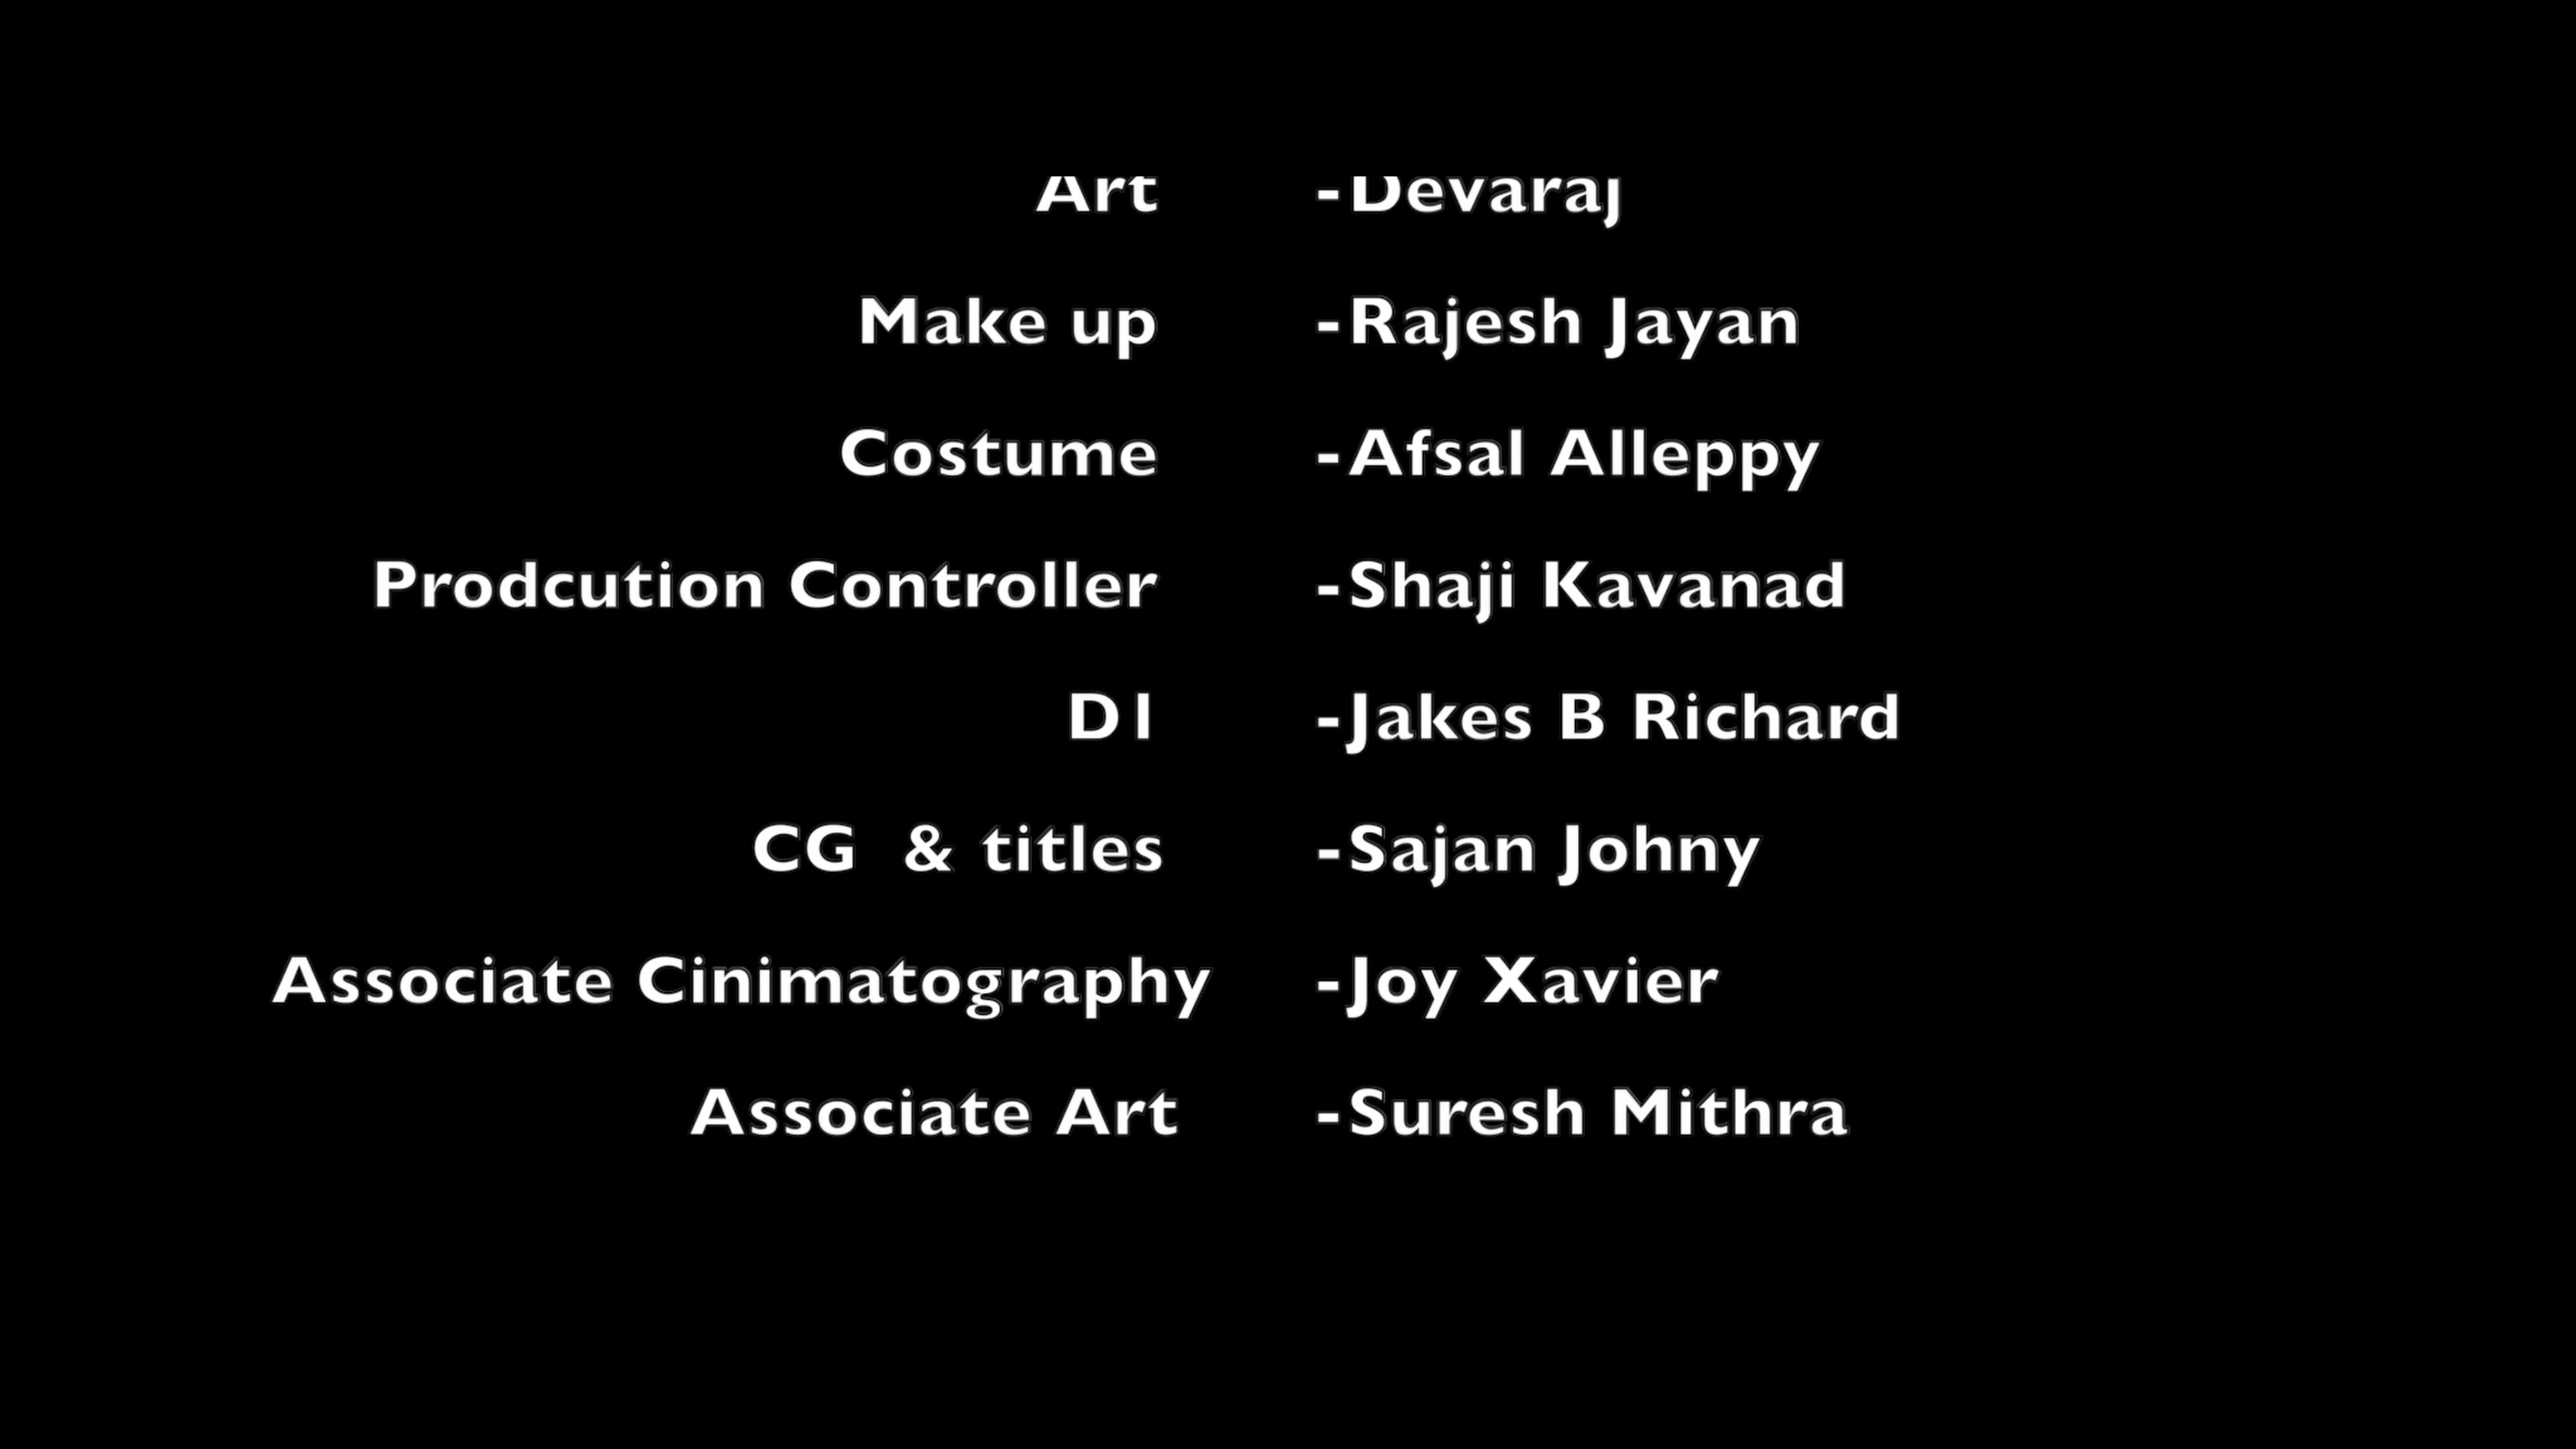 Art -Devaraj
Make up -Rajesh Jayan
Costume -Afsal Alleppy
Prodcution Controller -Shaji Kavanad
D1 -Jakes B Richard
CG & titles -Sajan Johny
Associate Cinimatography -Joy Xavier
Associate Art -Suresh Mithra